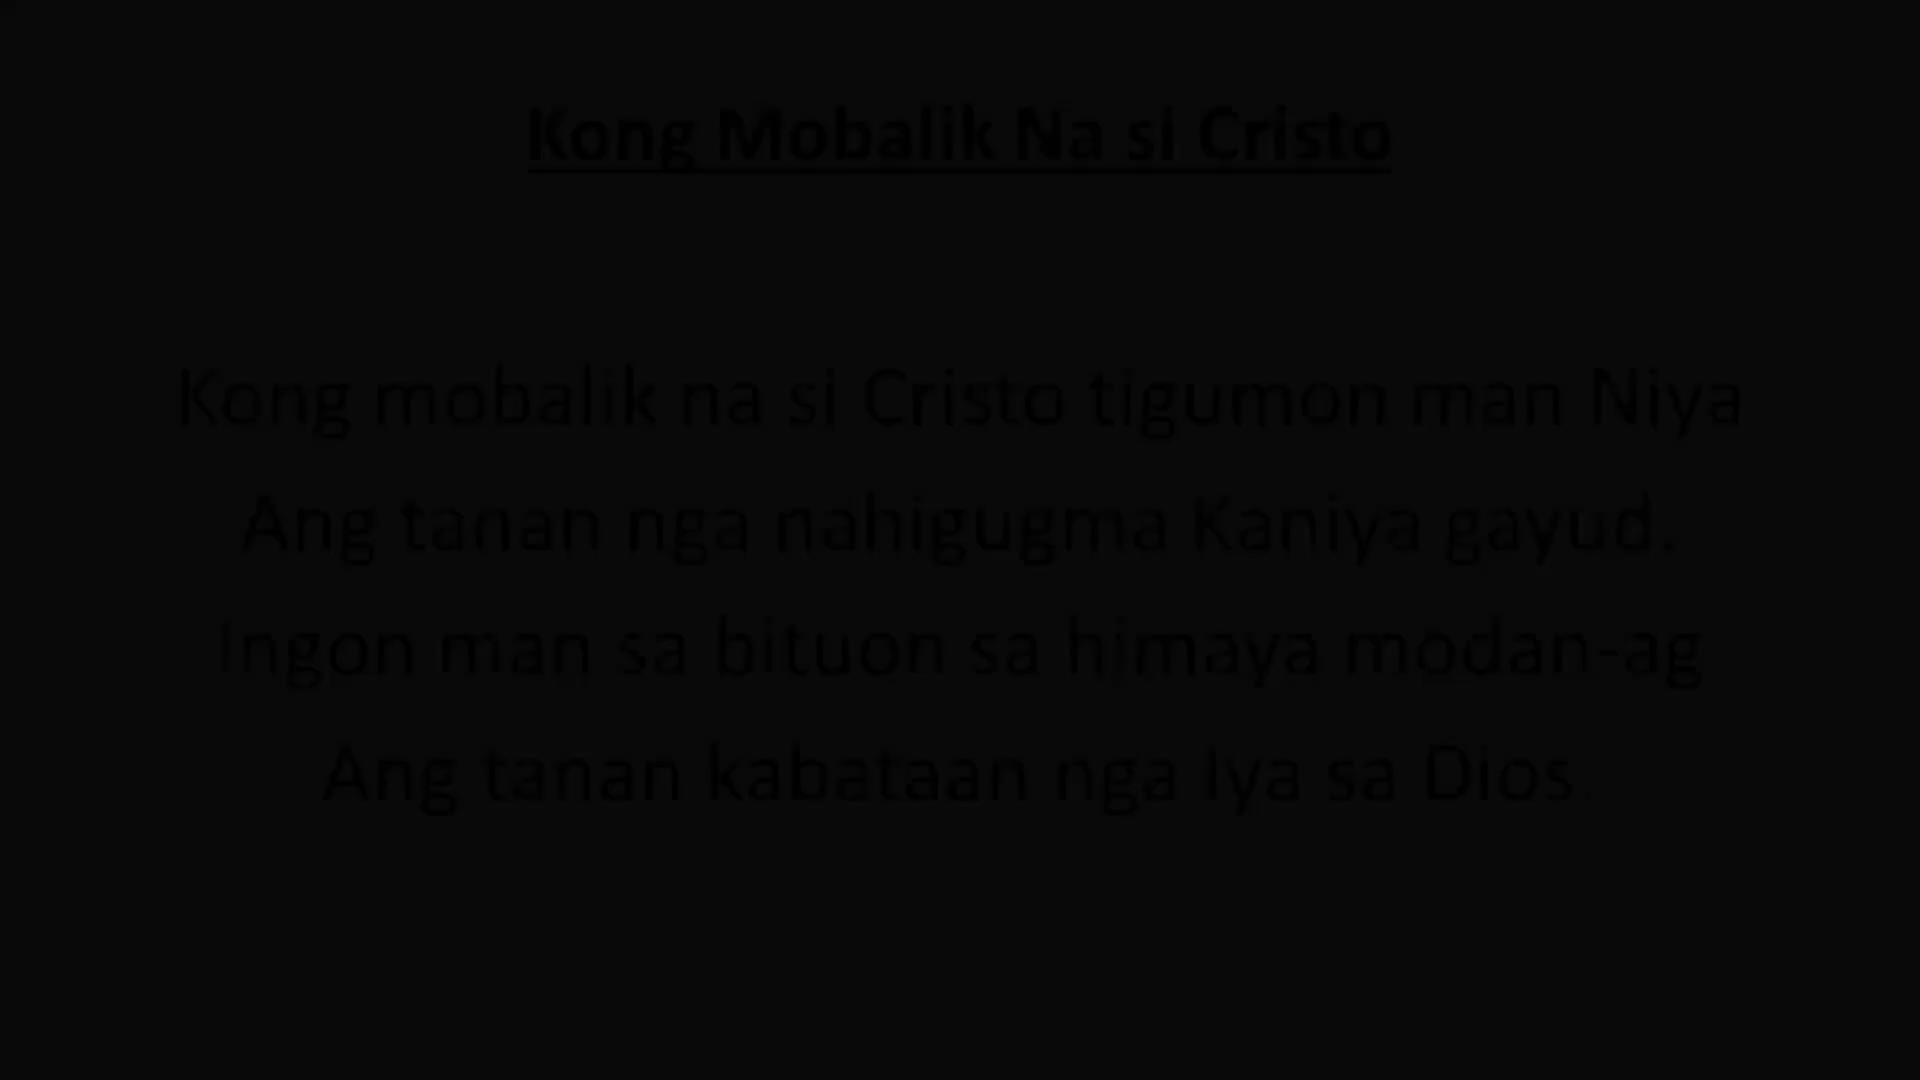 Kong Mobalik Na si Cristo
Kong mobalik na si Cristo tigumon man Niya
Ang tanan nga nahigugma Kaniya gayud.
Ingon man sa bituon sa himaya modan-ag
Ang tanan kabataan nga Iya sa Dios.